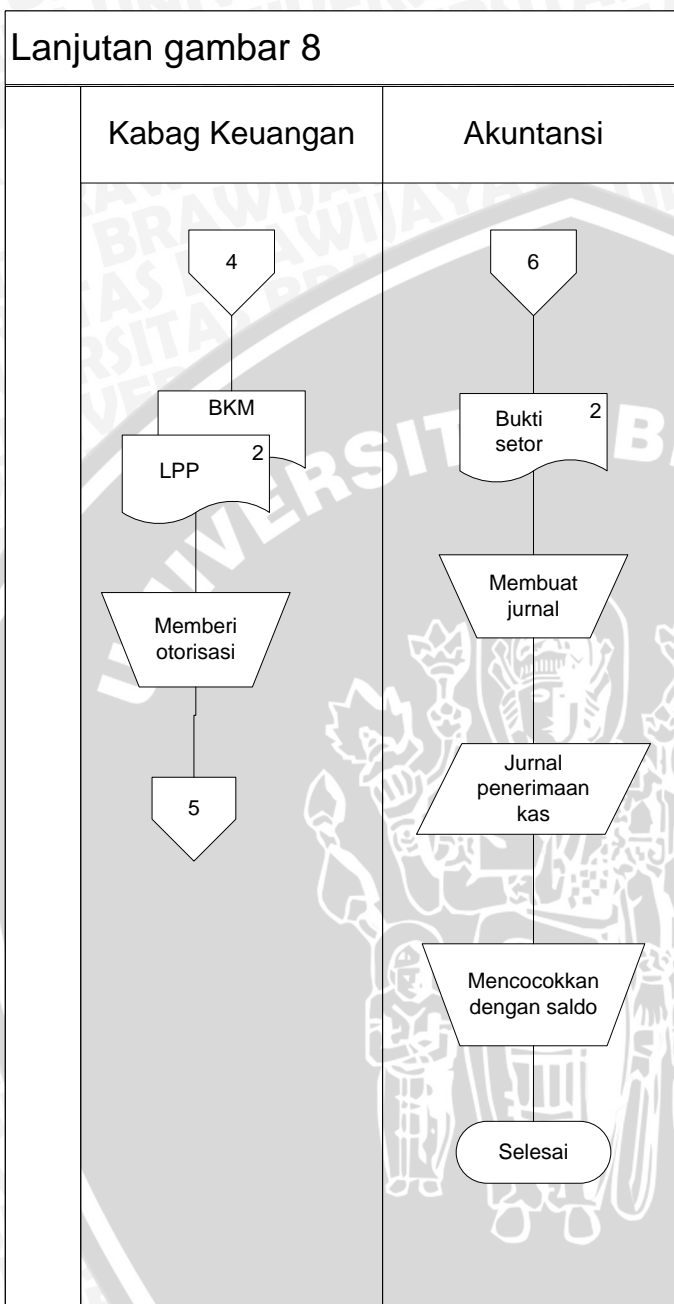 Lanjutan gambar 8
Kabag Keuangan
Akuntansi
4
BKM
LPP
2
Memberi
otorisasi
5
6
Bukti
setor
2
Membuat
jurnal
Jurnal
penerimaan
kas
Mencocokkan
dengan saldo
Selesai